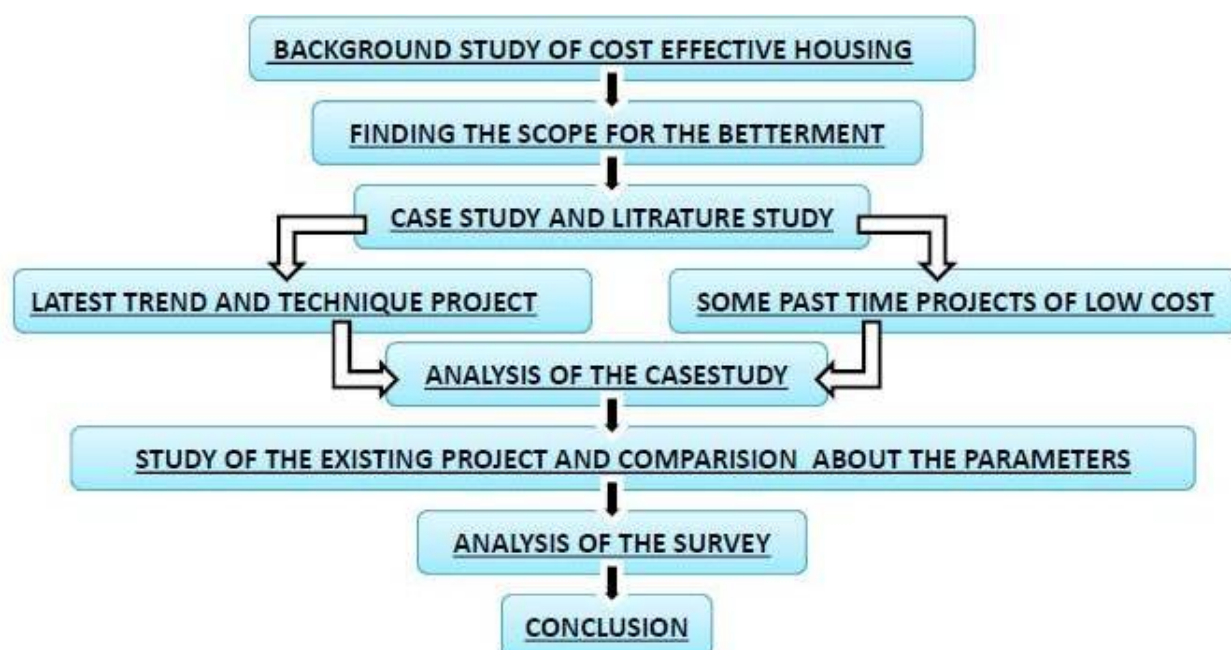 BACKGROUND STUDY OF COST EFFECTIVE HOUSING
FINDING THE SCOPE FOR THE BETTERMENT
CASE STUDY AND LITRATURE STUDY
LATEST TREND AND TECHNIQUE PROJECT
SOME PAST TIME PROJECTS OF LOW COST
ANALYSIS OF THE CASESTUDY
STUDY OF THE EXISTING PROJECT AND COMPARISION ABOUT THE PARAMETERS
ANALYSIS OF THE SURVEY
CONCLUSION